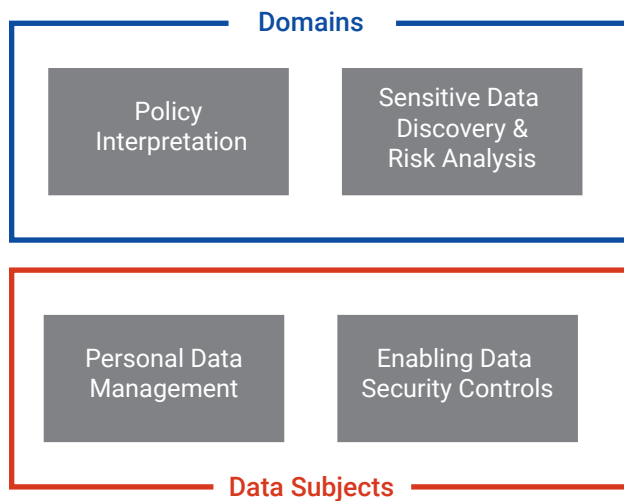 Domains
Policy
Interpretation
Sensitive Data
Discovery &
Risk Analysis
Personal Data
Management
Enabling Data
Security Controls
Data Subjects